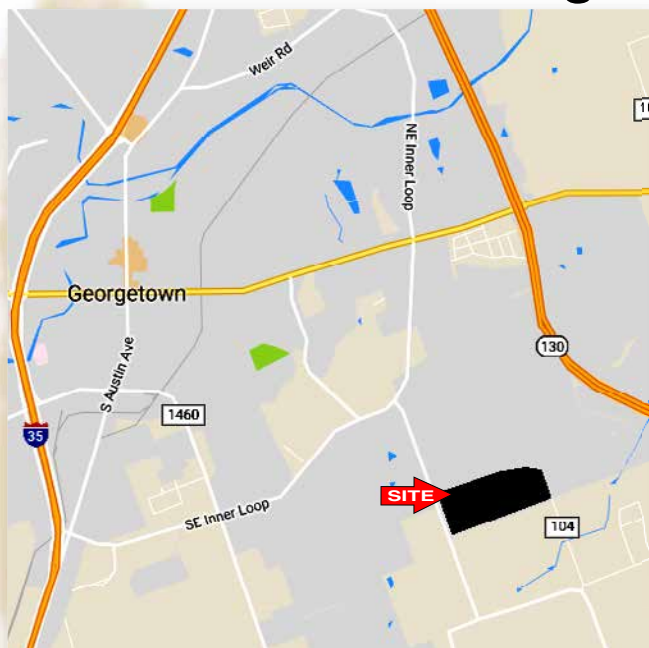 Weir Rd
NE Inner Loop
Georgetown
S Austin Ave
130
1460
35
SITE
SE Inner Loop
104